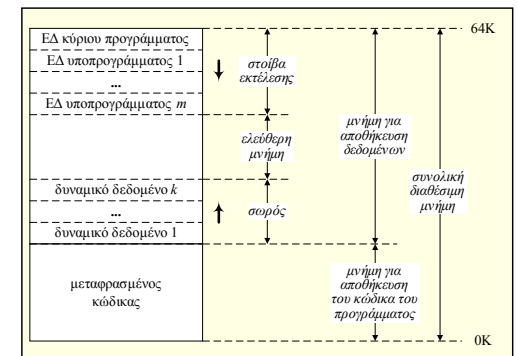 ΕΔ κύριου προγράμματος
ΕΔ υποπρογράμματος 1
...
ΕΔ υποπρογράμματος m
δυναμικό δεδομένο k
...
δυναμικό δεδομένο 1
μεταφρασμένος
κώδικας
στοίβα
εκτέλεσης
ελεύθερη
μνήμη
σωρός
μνήμη για
αποθήκευση
δεδομένων
μνήμη για
αποθήκευση
του κώδικα του
προγράμματος
συνολική
διαθέσιμη
μνήμη
64K
0K